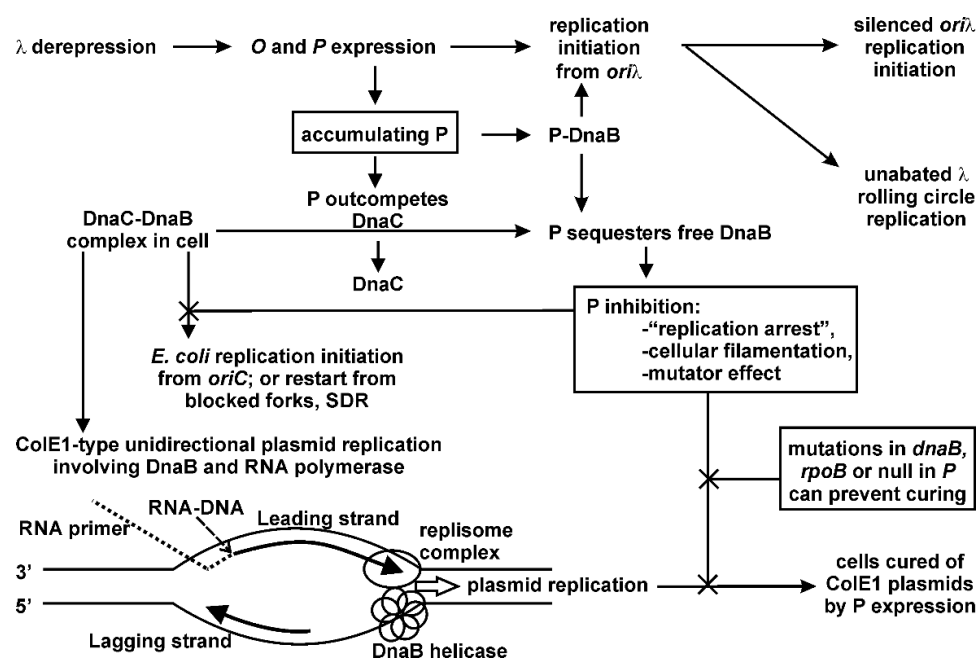 λ derepression
O and P expression
replication
initiation
from oriλ
silenced oriλ
replication
initiation
accumulating P
P-DnaB
unabated λ
rolling circle
replication
P outcompetes
DnaC
DnaC-DnaB
complex in cell
P sequesters free DnaB
DnaC
P inhibition:
-“replication arrest”,
-cellular filamentation,
-mutator effect
E. coli replication initiation
from oriC; or restart from
blocked forks, SDR
ColE1-type unidirectional plasmid replication
involving DnaB and RNA polymerase
mutations in dnaB,
rpoB or null in P
can prevent curing
RNA-DNA
RNA primer
Leading strand
replisome
complex
3’
5’
plasmid replication
cells cured of
ColE1 plasmids
by P expression
Lagging strand
DnaB helicase